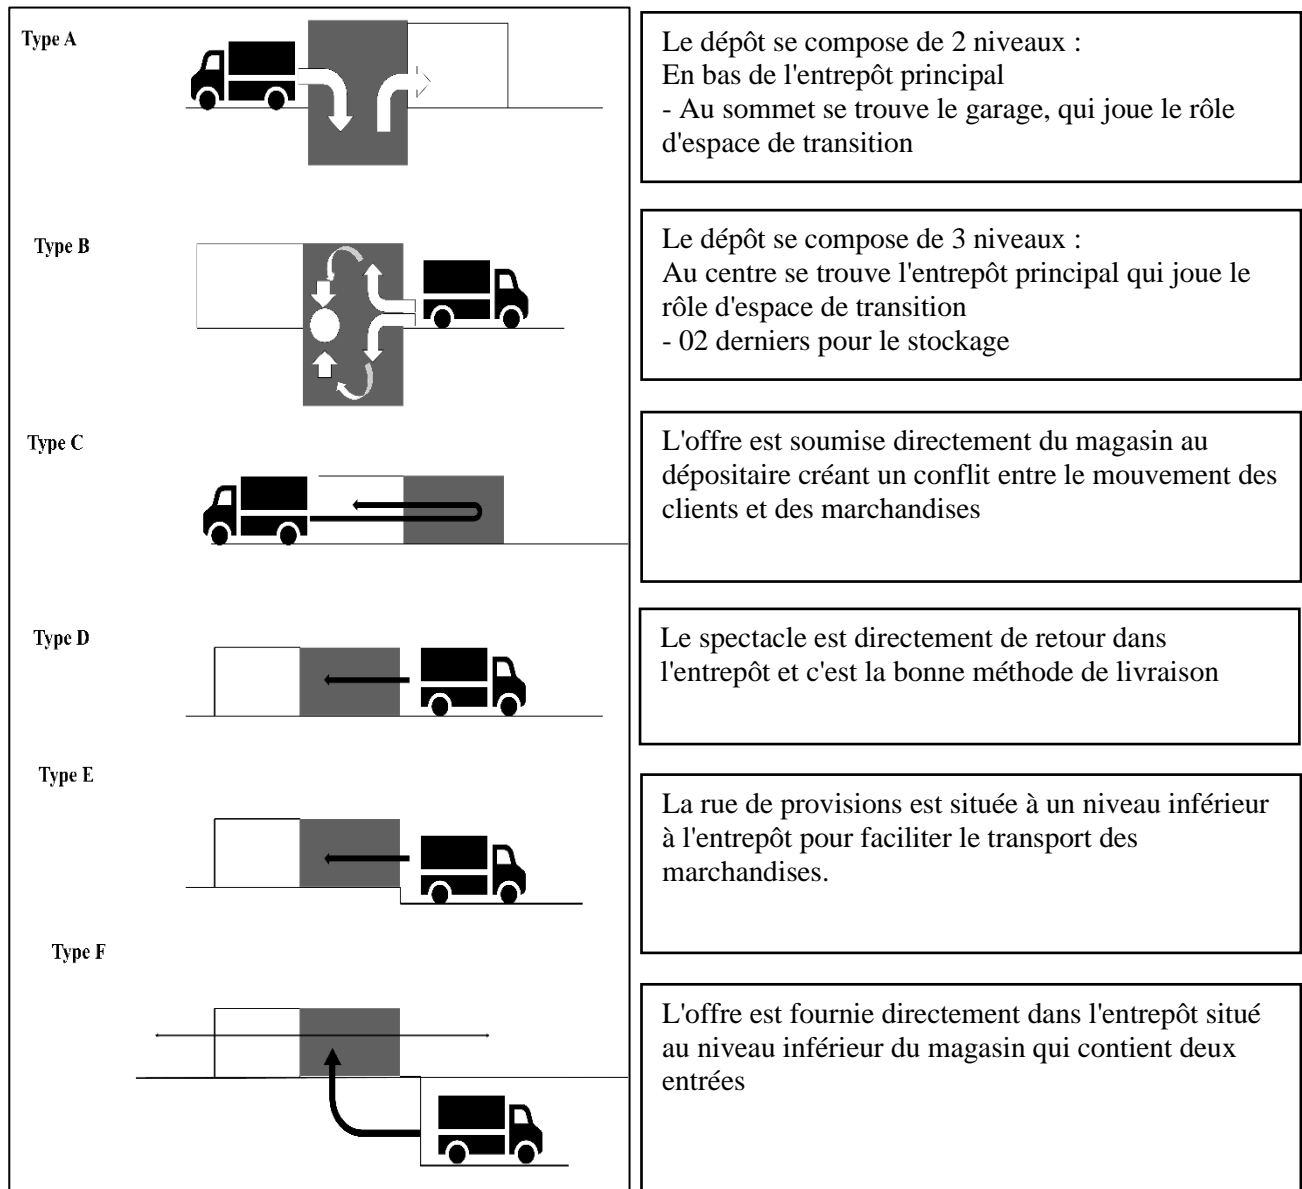 Type A
Le dépôt se compose de 2 niveaux :
En bas de l'entrepôt principal
- Au sommet se trouve le garage, qui joue le rôle
d'espace de transition
Type B
Le dépôt se compose de 3 niveaux :
Au centre se trouve l'entrepôt principal qui joue le
rôle d'espace de transition
- 02 derniers pour le stockage
Type C
L'offre est soumise directement du magasin au
dépositaire créant un conflit entre le mouvement des
clients et des marchandises
Type D
Le spectacle est directement de retour dans
l'entrepôt et c'est la bonne méthode de livraison
Type E
La rue de provisions est située à un niveau inférieur
à l'entrepôt pour faciliter le transport des
marchandises.
Type F
L'offre est fournie directement dans l'entrepôt situé
au niveau inférieur du magasin qui contient deux
entrées